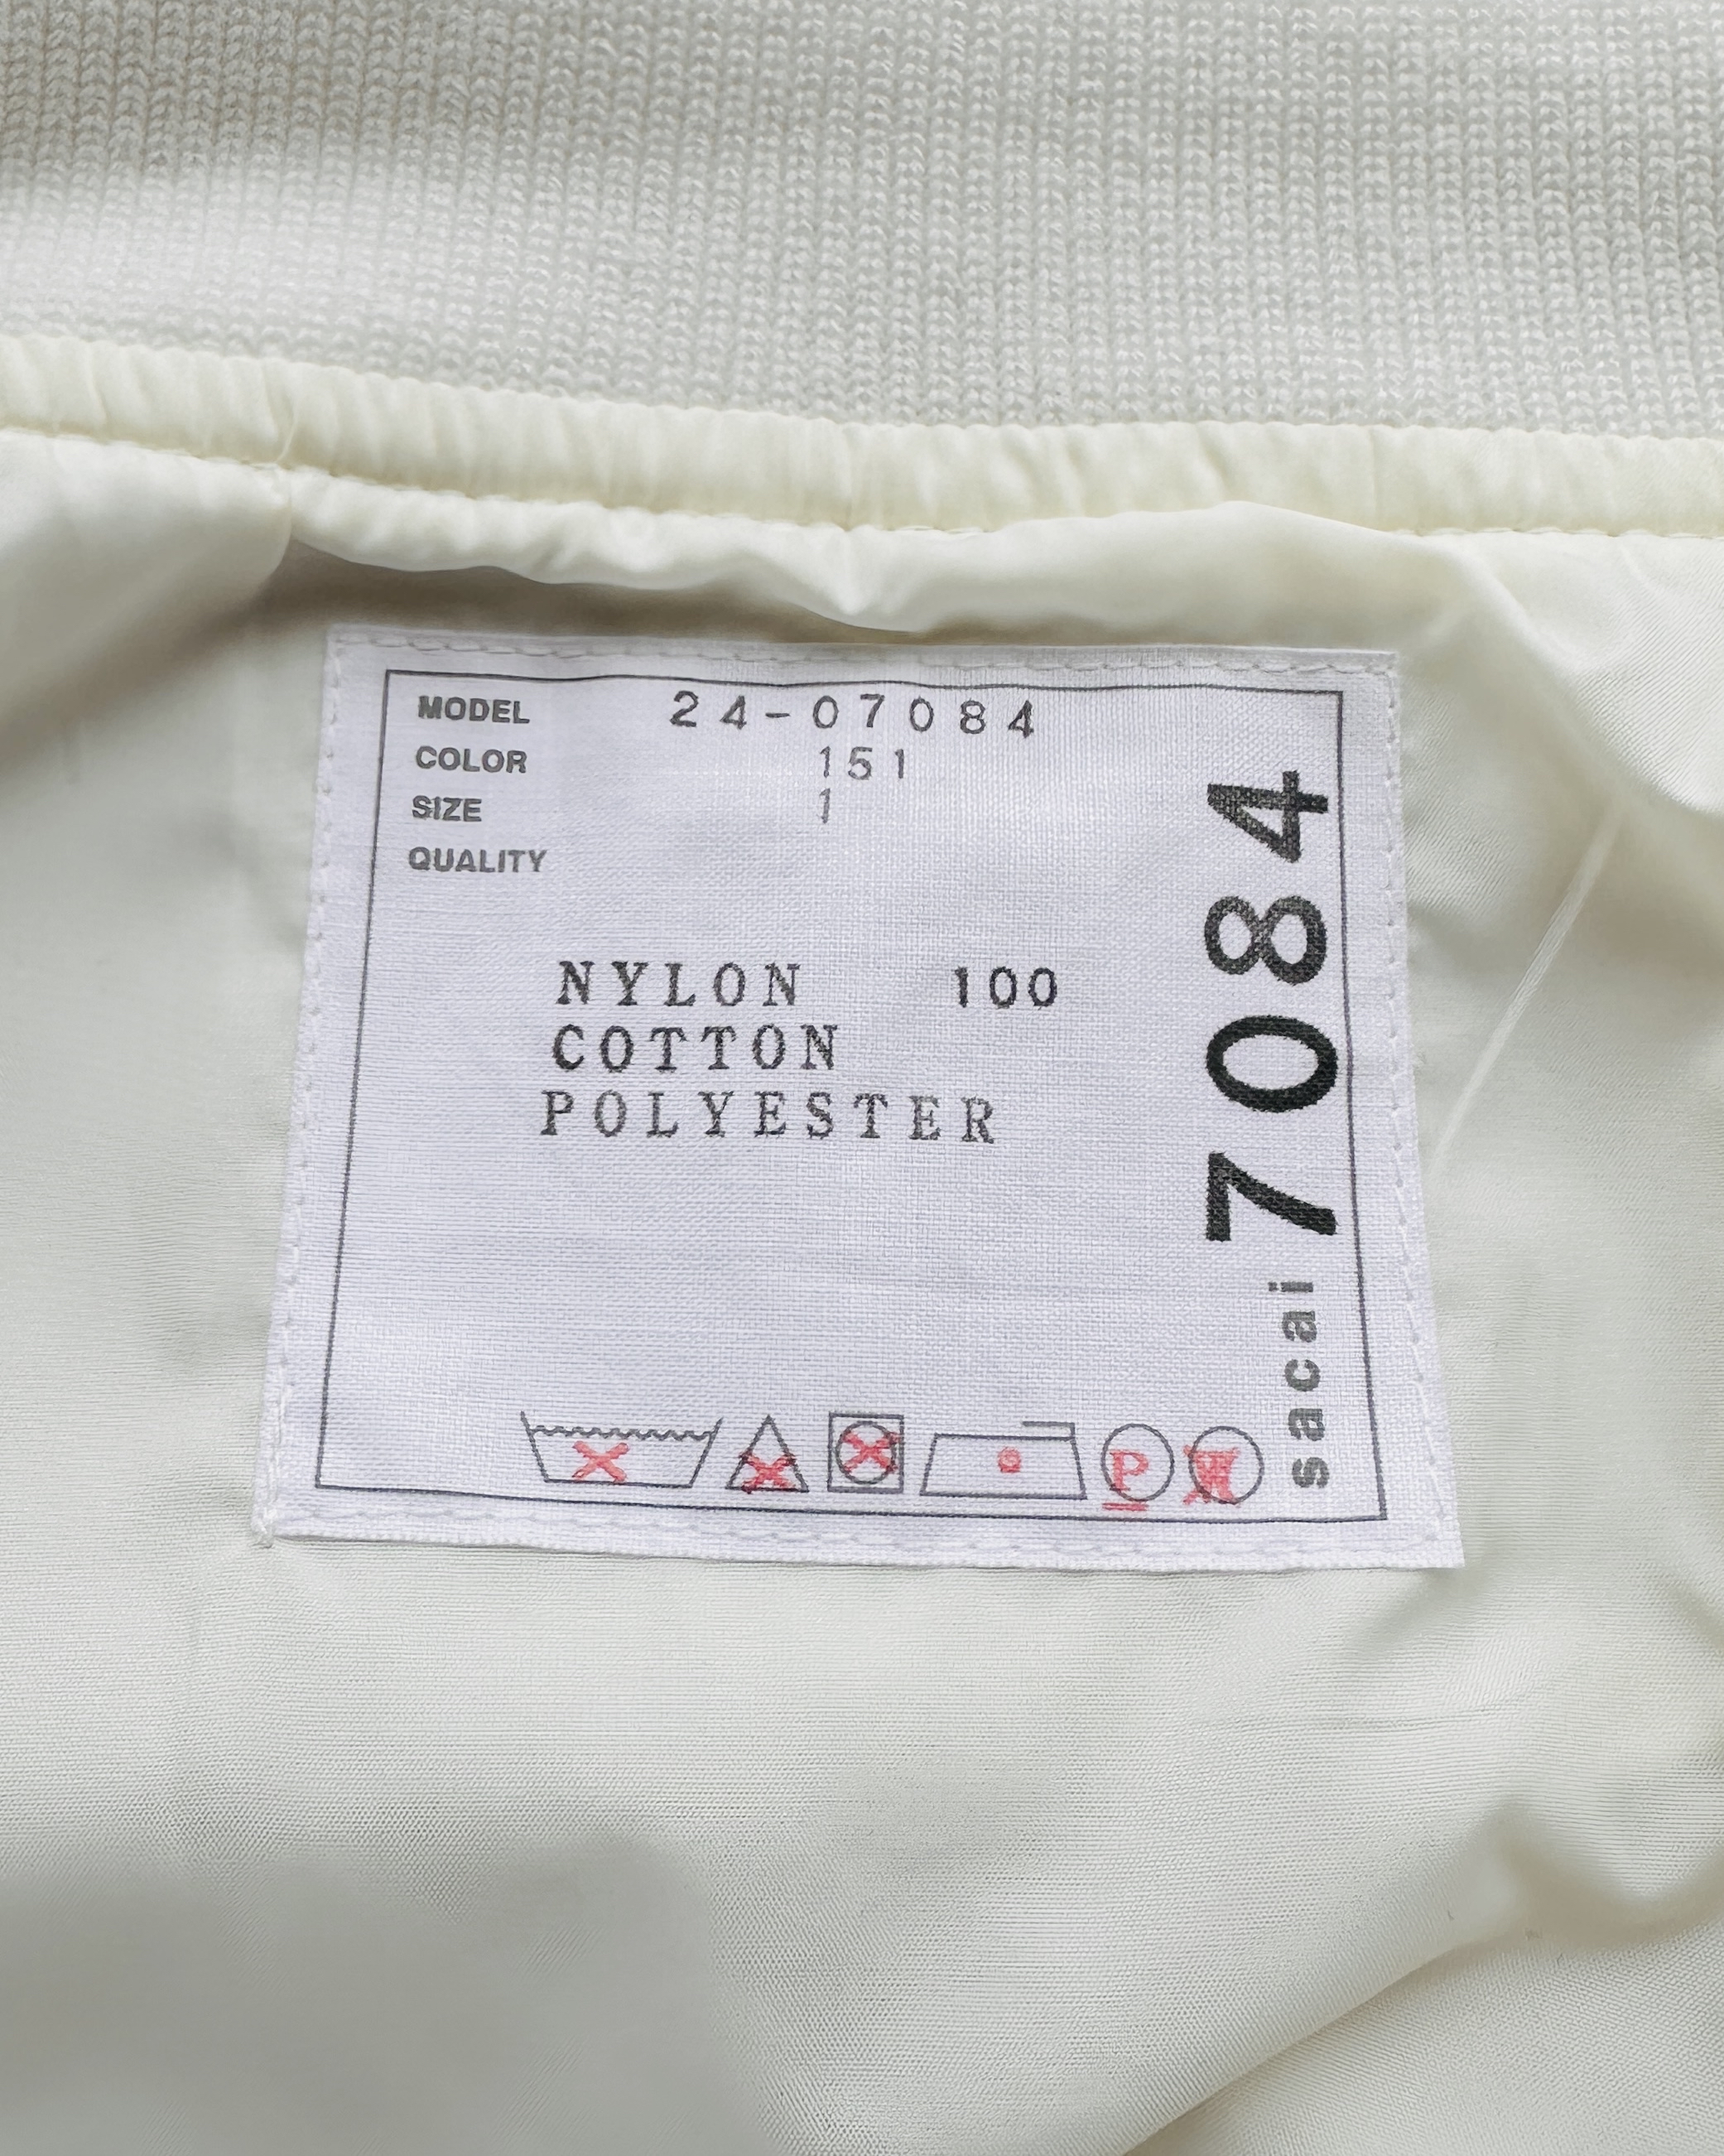 MODEL 24-07084
COLOR 151
SIZE 1
QUALITY
NYLON 100
COTTON
POLYESTER
sacai 7084
P